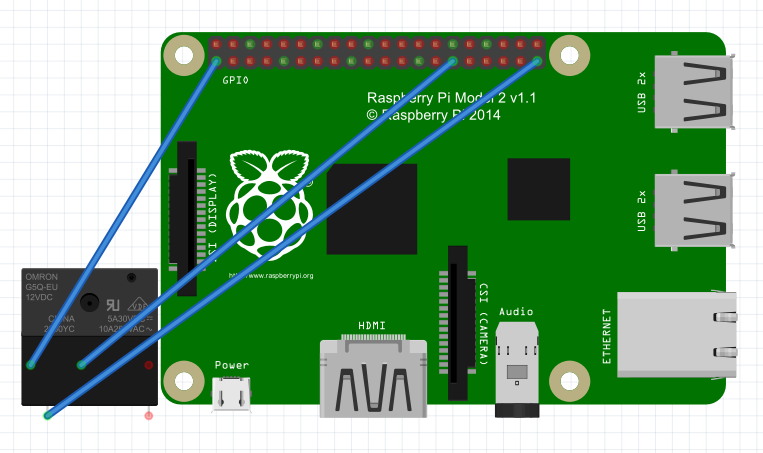 GPIO
Raspberry Pi Model 2 v1.1
© Raspberry Pi 2014
USB 2x
DSI (DISPLAY)
USB 2x
http://www.raspberrypi.org
OMRON
G5Q-EU
12VDC
CHINA
5A30VDC
10A250VAC
CSI (CAMERA)
Audio
ETHERNET
HDMI
Power